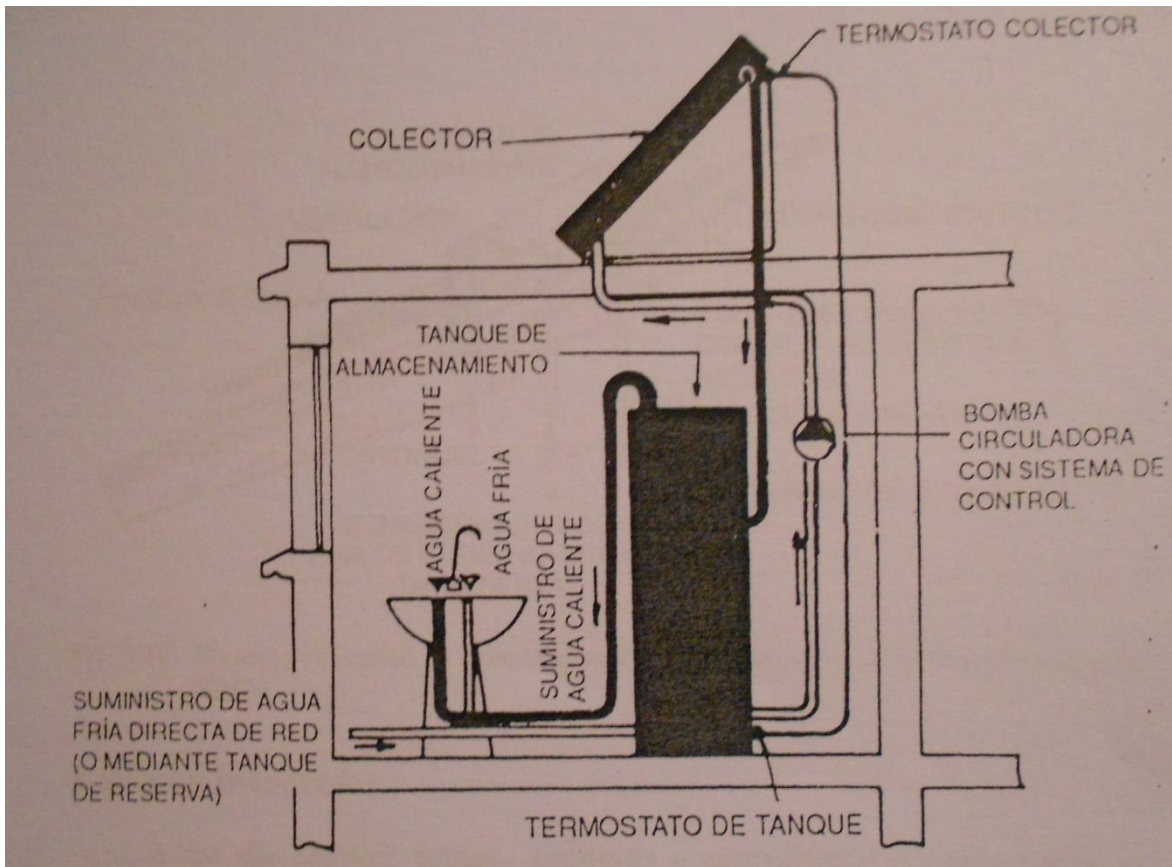 TERMOSTATO COLECTOR
COLECTOR
TANQUE DE
ALMACENAMIENTO
AGUA CALIENTE
AGUA FRÍA
SUMINISTRO DE
AGUA CALIENTE
BOMBA
CIRCULADORA
CON SISTEMA DE
CONTROL
SUMINISTRO DE AGUA
FRÍA DIRECTA DE RED
(O MEDIANTE TANQUE
DE RESERVA)
TERMOSTATO DE TANQUE